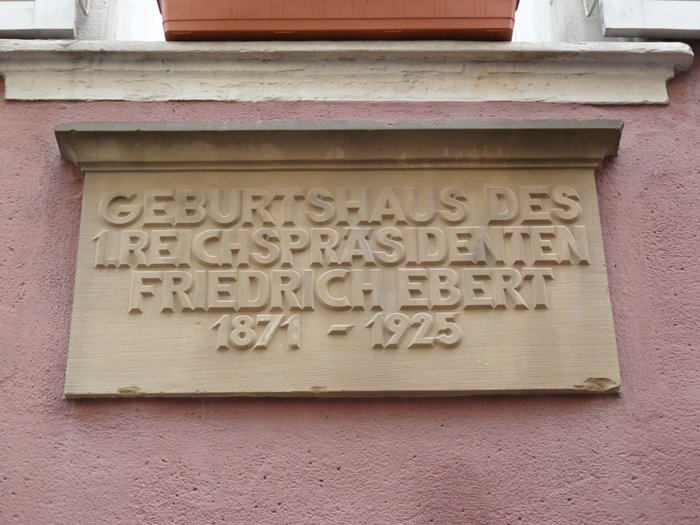 GEBURTSHAUS DES
1. REICHSPRÄSIDENTEN
FRIEDRICH EBERT
1871 - 1925